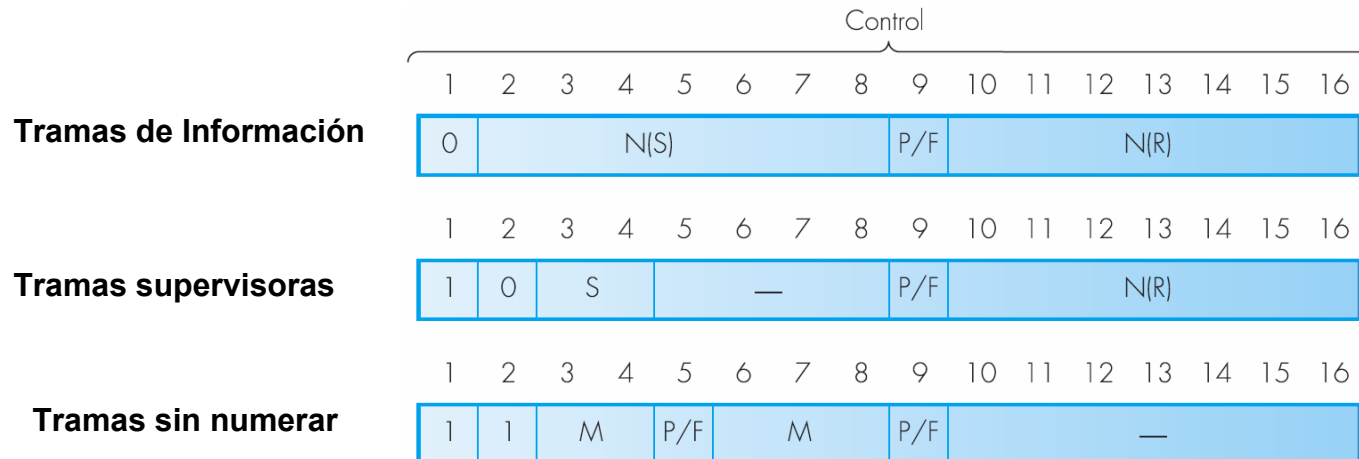 Control
1 2 3 4 5 6 7 8 9 10 11 12 13 14 15 16
Tramas de Información
0 N(S) P/F N(R)
1 2 3 4 5 6 7 8 9 10 11 12 13 14 15 16
Tramas supervisoras
1 0 S — P/F N(R)
1 2 3 4 5 6 7 8 9 10 11 12 13 14 15 16
Tramas sin numerar
1 1 M P/F M P/F —